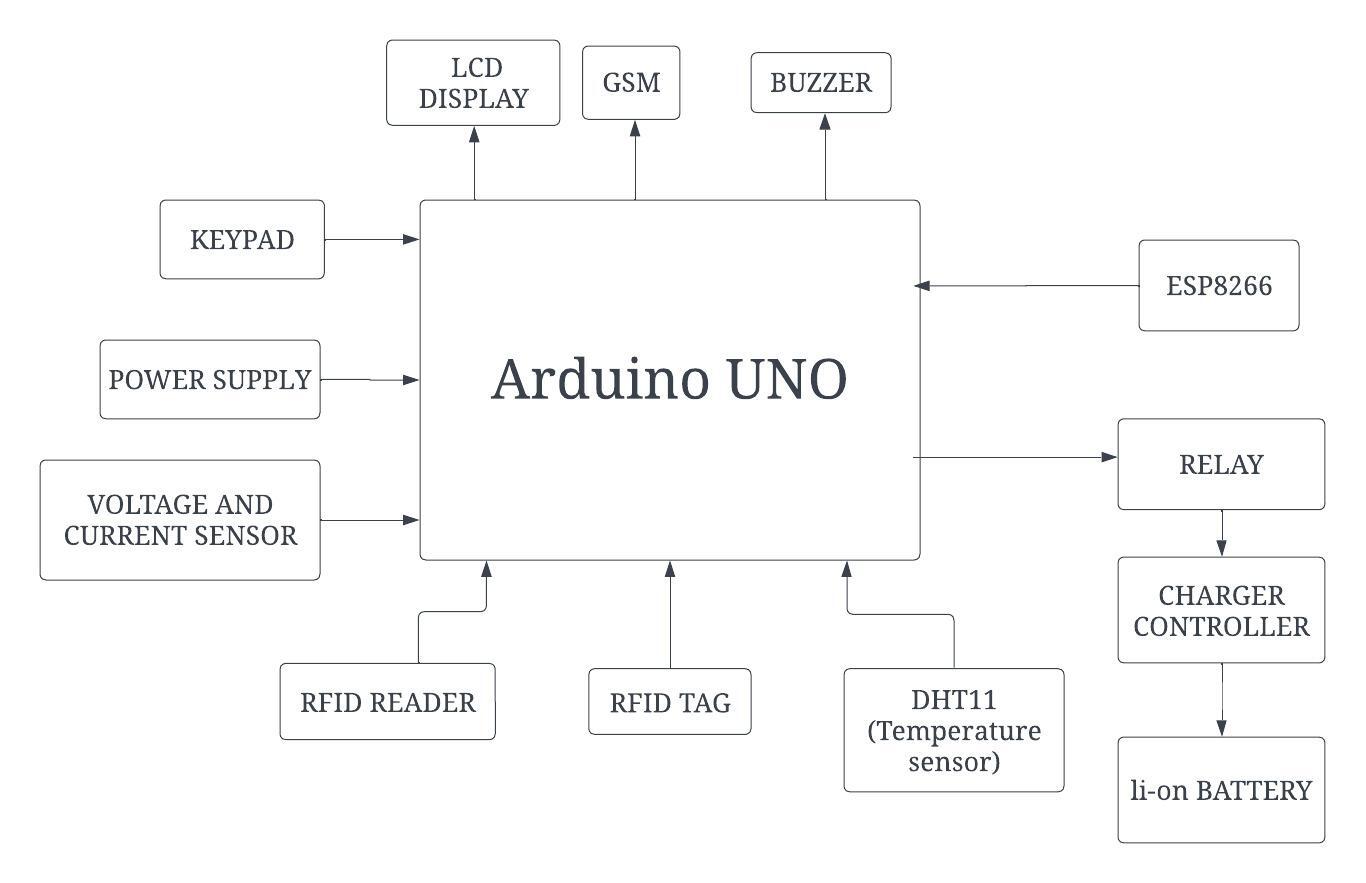 LCD
DISPLAY
GSM
BUZZER
KEYPAD
ESP8266
POWER SUPPLY
Arduino UNO
RELAY
VOLTAGE AND
CURRENT SENSOR
CHARGER
CONTROLLER
RFID READER
RFID TAG
DHT11
(Temperature
sensor)
li-on BATTERY